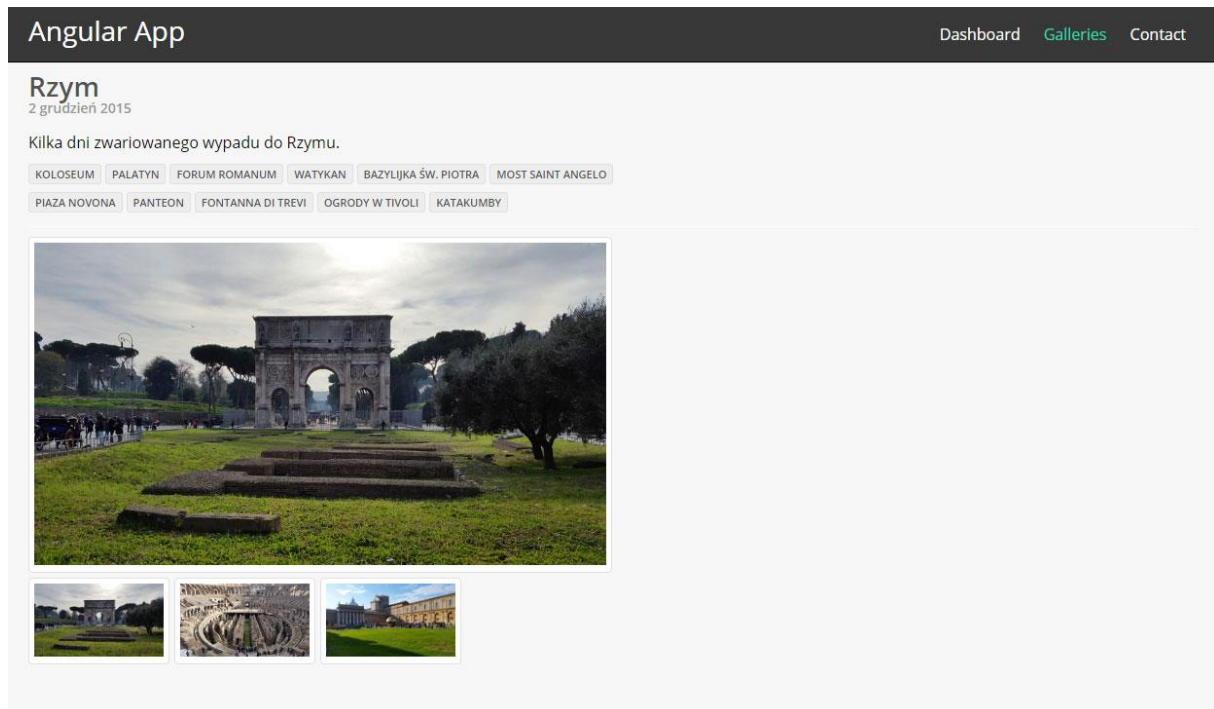 Angular App Dashboard Galleries Contact
Rzym
2 grudzień 2015
Kilka dni zwariowanego wypadu do Rzymu.
KOLOSEUM PALATYN FORUM ROMANUM WATYKAN BAZYLIJKA ŚW. PIOTRA MOST SAINT ANGELO
PIAZA NOVONA PANTEON FONTANNA DI TREVI OGRODY W TIVOLI KATAKUMBY